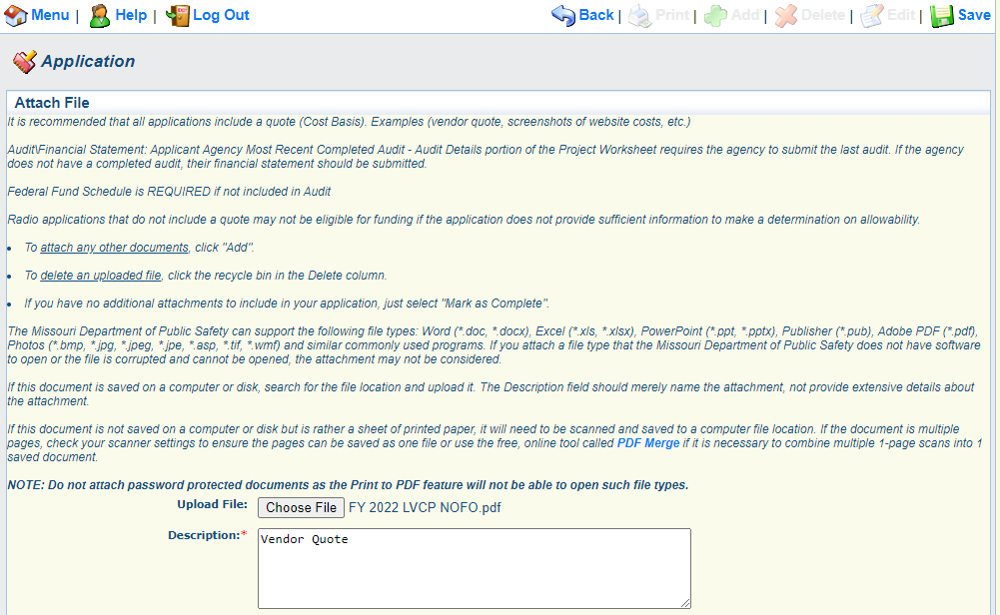 Menu | Help | Log Out Back | Print | Add | Delete | Edit | Save
Application
Attach File
It is recommended that all applications include a quote (Cost Basis). Examples (vendor quote, screenshots of website costs, etc.)
Audit\Financial Statement: Applicant Agency Most Recent Completed Audit - Audit Details portion of the Project Worksheet requires the agency to submit the last audit. If the agency
does not have a completed audit, their financial statement should be submitted.
Federal Fund Schedule is REQUIRED if not included in Audit
Radio applications that do not include a quote may not be eligible for funding if the application does not provide sufficient information to make a determination on allowability.
• To attach any other documents, click "Add".
• To delete an uploaded file, click the recycle bin in the Delete column.
• If you have no additional attachments to include in your application, just select "Mark as Complete".
The Missouri Department of Public Safety can support the following file types: Word (*.doc, *.docx), Excel (*.xls, *.xlsx), PowerPoint (*.ppt, *.pptx), Publisher (*.pub), Adobe PDF (*.pdf),
Photos (*.bmp, *.jpg, *.jpeg, *.jpe, *.asp, *.tif, *.wmf) and similar commonly used programs. If you attach a file type that the Missouri Department of Public Safety does not have software
to open or the file is corrupted and cannot be opened, the attachment may not be considered.
If this document is saved on a computer or disk, search for the file location and upload it. The Description field should merely name the attachment, not provide extensive details about
the attachment.
If this document is not saved on a computer or disk but is rather a sheet of printed paper, it will need to be scanned and saved to a computer file location. If the document is multiple
pages, check your scanner settings to ensure the pages can be saved as one file or use the free, online tool called PDF Merge if it is necessary to combine multiple 1-page scans into 1
saved document.
NOTE: Do not attach password protected documents as the Print to PDF feature will not be able to open such file types.
Upload File: Choose File FY 2022 LVCP NOFO.pdf
Description:* Vendor Quote